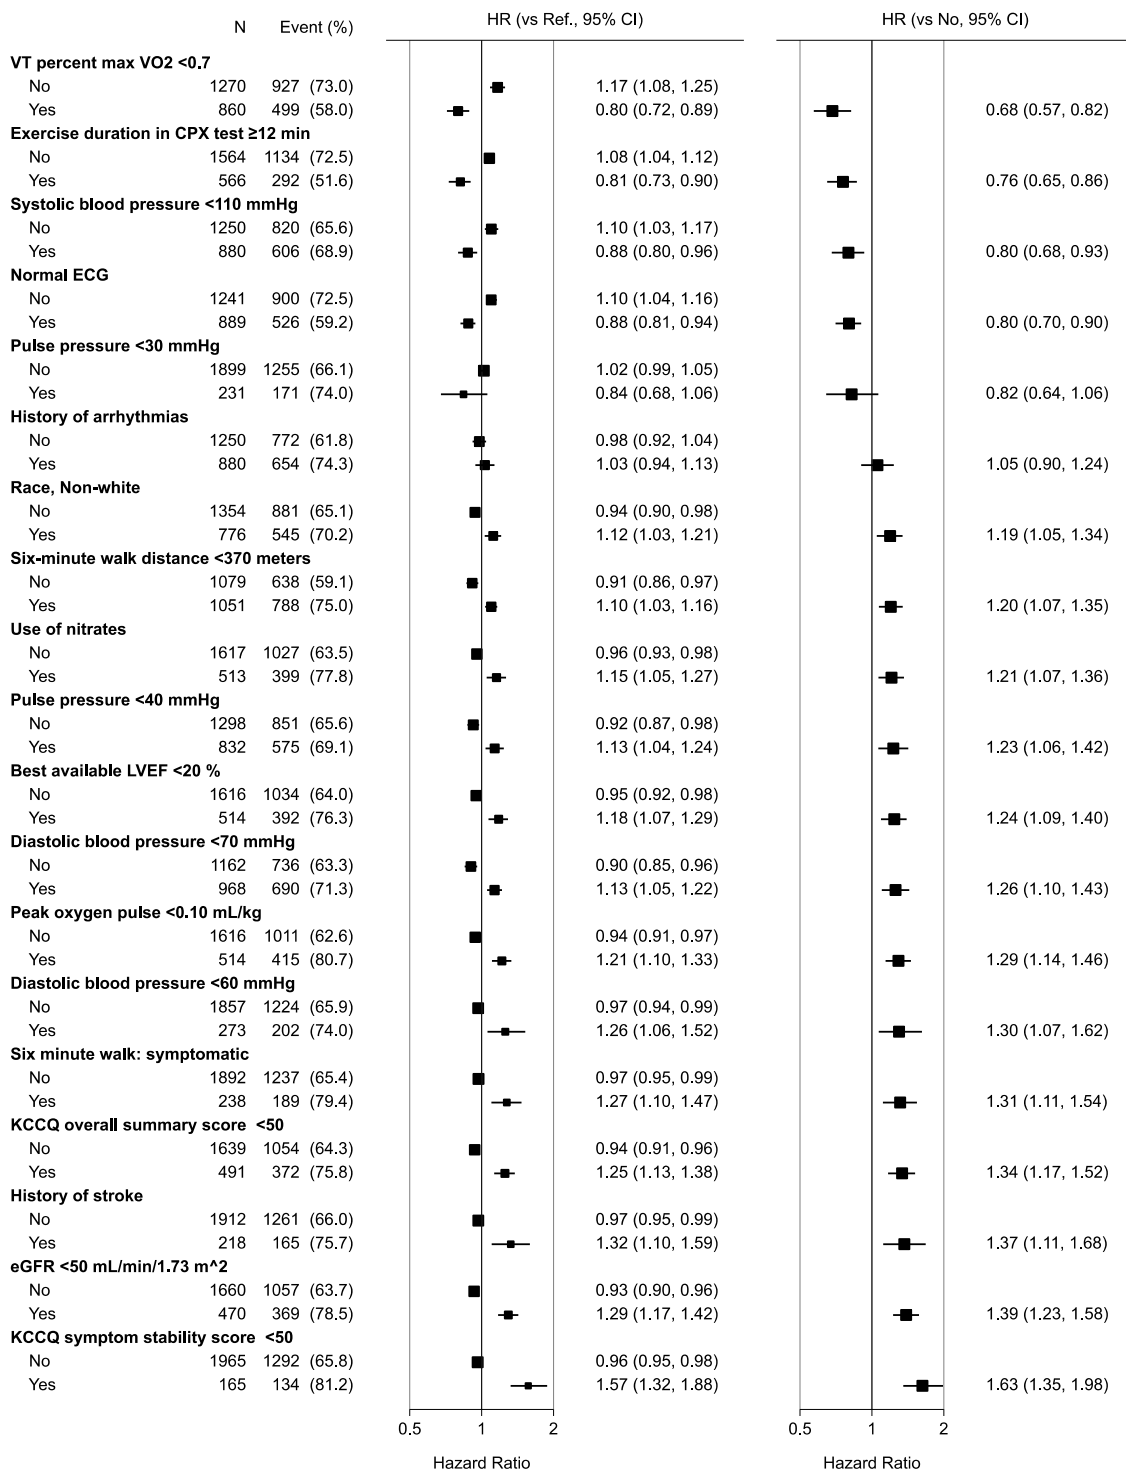 N Event (%) HR (vs Ref., 95% CI) HR (vs No, 95% CI)
VT percent max VO2 <0.7
No 1270 927 (73.0) 1.17 (1.08, 1.25)
Yes 860 499 (58.0) 0.80 (0.72, 0.89) 0.68 (0.57, 0.82)
Exercise duration in CPX test ≥12 min
No 1564 1134 (72.5) 1.08 (1.04, 1.12)
Yes 566 292 (51.6) 0.81 (0.73, 0.90) 0.76 (0.65, 0.86)
Systolic blood pressure <110 mmHg
No 1250 820 (65.6) 1.10 (1.03, 1.17)
Yes 880 606 (68.9) 0.88 (0.80, 0.96) 0.80 (0.68, 0.93)
Normal ECG
No 1241 900 (72.5) 1.10 (1.04, 1.16)
Yes 889 526 (59.2) 0.88 (0.81, 0.94) 0.80 (0.70, 0.90)
Pulse pressure <30 mmHg
No 1899 1255 (66.1) 1.02 (0.99, 1.05)
Yes 231 171 (74.0) 0.84 (0.68, 1.06) 0.82 (0.64, 1.06)
History of arrhythmias
No 1250 772 (61.8) 0.98 (0.92, 1.04)
Yes 880 654 (74.3) 1.03 (0.94, 1.13) 1.05 (0.90, 1.24)
Race, Non-white
No 1354 881 (65.1) 0.94 (0.90, 0.98)
Yes 776 545 (70.2) 1.12 (1.03, 1.21) 1.19 (1.05, 1.34)
Six-minute walk distance <370 meters
No 1079 638 (59.1) 0.91 (0.86, 0.97)
Yes 1051 788 (75.0) 1.10 (1.03, 1.16) 1.20 (1.07, 1.35)
Use of nitrates
No 1617 1027 (63.5) 0.96 (0.93, 0.98)
Yes 513 399 (77.8) 1.15 (1.05, 1.27) 1.21 (1.07, 1.36)
Pulse pressure <40 mmHg
No 1298 851 (65.6) 0.92 (0.87, 0.98)
Yes 832 575 (69.1) 1.13 (1.04, 1.24) 1.23 (1.06, 1.42)
Best available LVEF <20 %
No 1616 1034 (64.0) 0.95 (0.92, 0.98)
Yes 514 392 (76.3) 1.18 (1.07, 1.29) 1.24 (1.09, 1.40)
Diastolic blood pressure <70 mmHg
No 1162 736 (63.3) 0.90 (0.85, 0.96)
Yes 968 690 (71.3) 1.13 (1.05, 1.22) 1.26 (1.10, 1.43)
Peak oxygen pulse <0.10 mL/kg
No 1616 1011 (62.6) 0.94 (0.91, 0.97)
Yes 514 415 (80.7) 1.21 (1.10, 1.33) 1.29 (1.14, 1.46)
Diastolic blood pressure <60 mmHg
No 1857 1224 (65.9) 0.97 (0.94, 0.99)
Yes 273 202 (74.0) 1.26 (1.06, 1.52) 1.30 (1.07, 1.62)
Six minute walk: symptomatic
No 1892 1237 (65.4) 0.97 (0.95, 0.99)
Yes 238 189 (79.4) 1.27 (1.10, 1.47) 1.31 (1.11, 1.54)
KCCQ overall summary score <50
No 1639 1054 (64.3) 0.94 (0.91, 0.96)
Yes 491 372 (75.8) 1.25 (1.13, 1.38) 1.34 (1.17, 1.52)
History of stroke
No 1912 1261 (66.0) 0.97 (0.95, 0.99)
Yes 218 165 (75.7) 1.32 (1.10, 1.59) 1.37 (1.11, 1.68)
eGFR <50 mL/min/1.73 m^2
No 1660 1057 (63.7) 0.93 (0.90, 0.96)
Yes 470 369 (78.5) 1.29 (1.17, 1.42) 1.39 (1.23, 1.58)
KCCQ symptom stability score <50
No 1965 1292 (65.8) 0.96 (0.95, 0.98)
Yes 165 134 (81.2) 1.57 (1.32, 1.88) 1.63 (1.35, 1.98)
0.5 1 2 0.5 1 2
Hazard Ratio Hazard Ratio